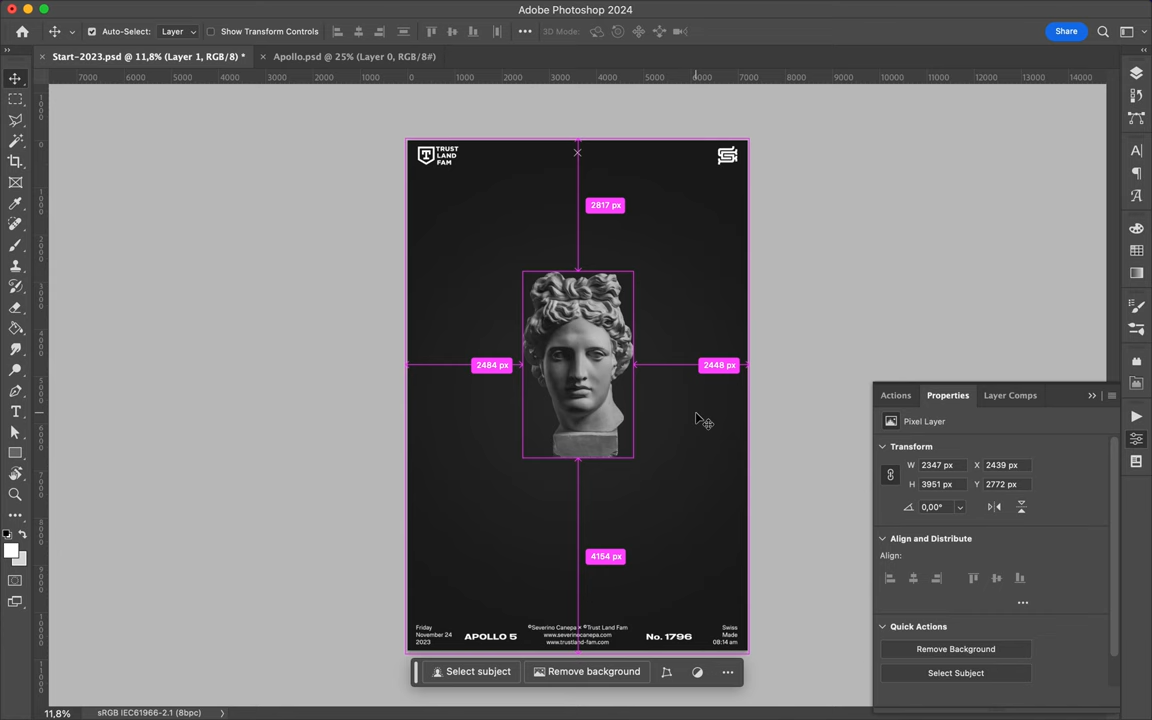 Adobe Photoshop 2024
Auto-Select:
Layer
Show Transform Controls
3D Mode:
Share
Start-2023.psd @ 11,8% (Layer 1, RGB/8) *
Apollo.psd @ 25% (Layer 0, RGB/8#)
7000 6000 5000 4000 3000 2000 1000 0 1000 2000 3000 4000 5000 6000 7000 8000 9000 10000 11000 12000 13000 14000
TRUST
LAND
FAM
2817 px
2484 px
2448 px
4154 px
Friday
November 24
2023
APOLLO 5
©Severino Canepa × ©Trust Land Fam
www.severinocanepa.com
www.trustland-fam.com
No. 1796
Swiss
Made
08:14 am
Select subject
Remove background
Actions
Properties
Layer Comps
Pixel Layer
Transform
W 2347 px X 2439 px
H 3951 px Y 2772 px
0,00°
Align and Distribute
Align:
Quick Actions
Remove Background
Select Subject
11,8%
sRGB IEC61966-2.1 (8bpc)